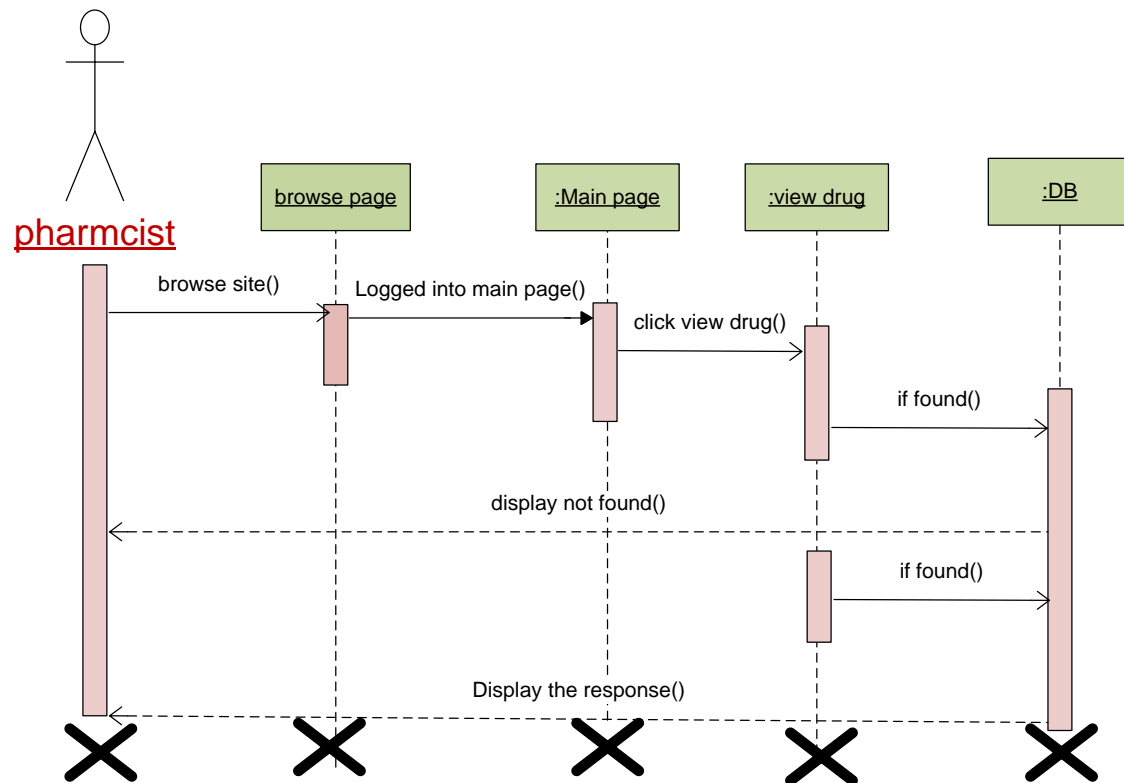 browse page
:Main page
:view drug
:DB
pharmcist
browse site()
Logged into main page()
click view drug()
if found()
display not found()
if found()
Display the response()